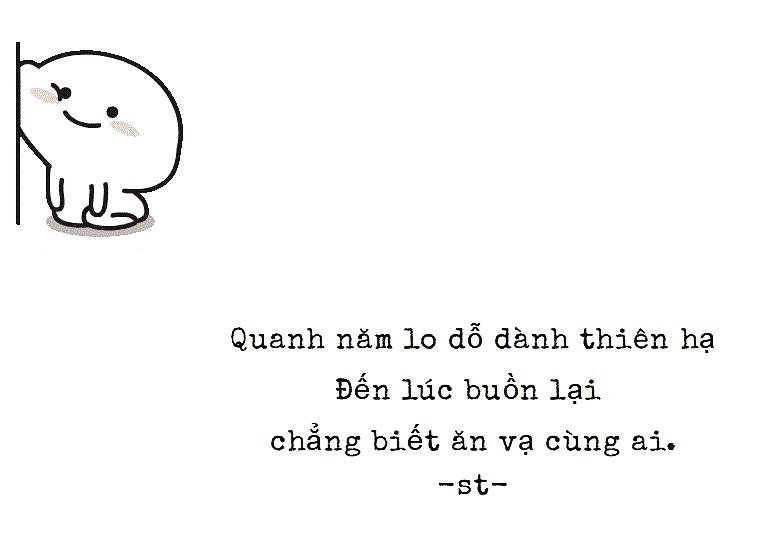 Quanh năm lo dỗ dành thiên hạ
Đến lúc buồn lại
chẳng biết ăn vạ cùng ai.
-st-